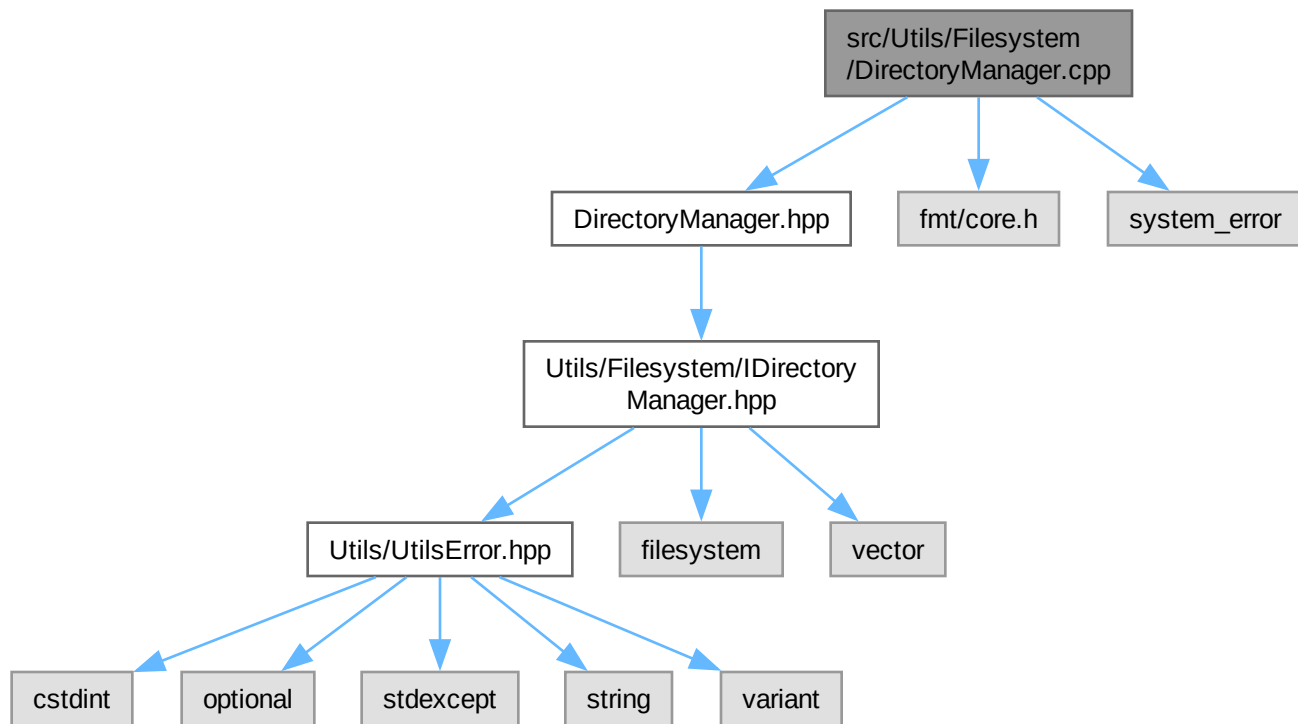 src/Utils/Filesystem
/DirectoryManager.cpp
DirectoryManager.hpp
fmt/core.h
system_error
Utils/Filesystem/IDirectory
Manager.hpp
Utils/UtilsError.hpp
filesystem
vector
cstdint
optional
stdexcept
string
variant